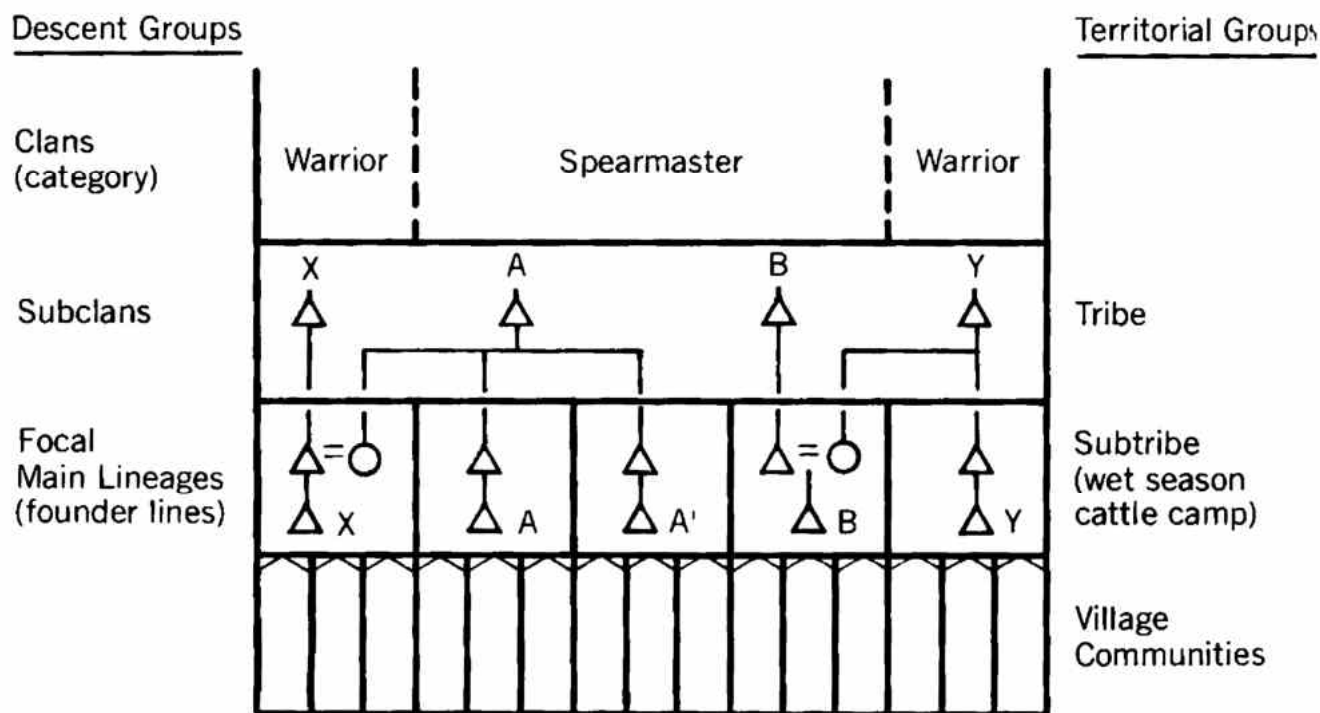 Descent Groups
Territorial Groups
Clans
(category)
Warrior
Spearmaster
Warrior
X
A
B
Y
Subclans
Tribe
Focal
Main Lineages
(founder lines)
=
=
Subtribe
(wet season
cattle camp)
X
A
A'
B
Y
Village
Communities